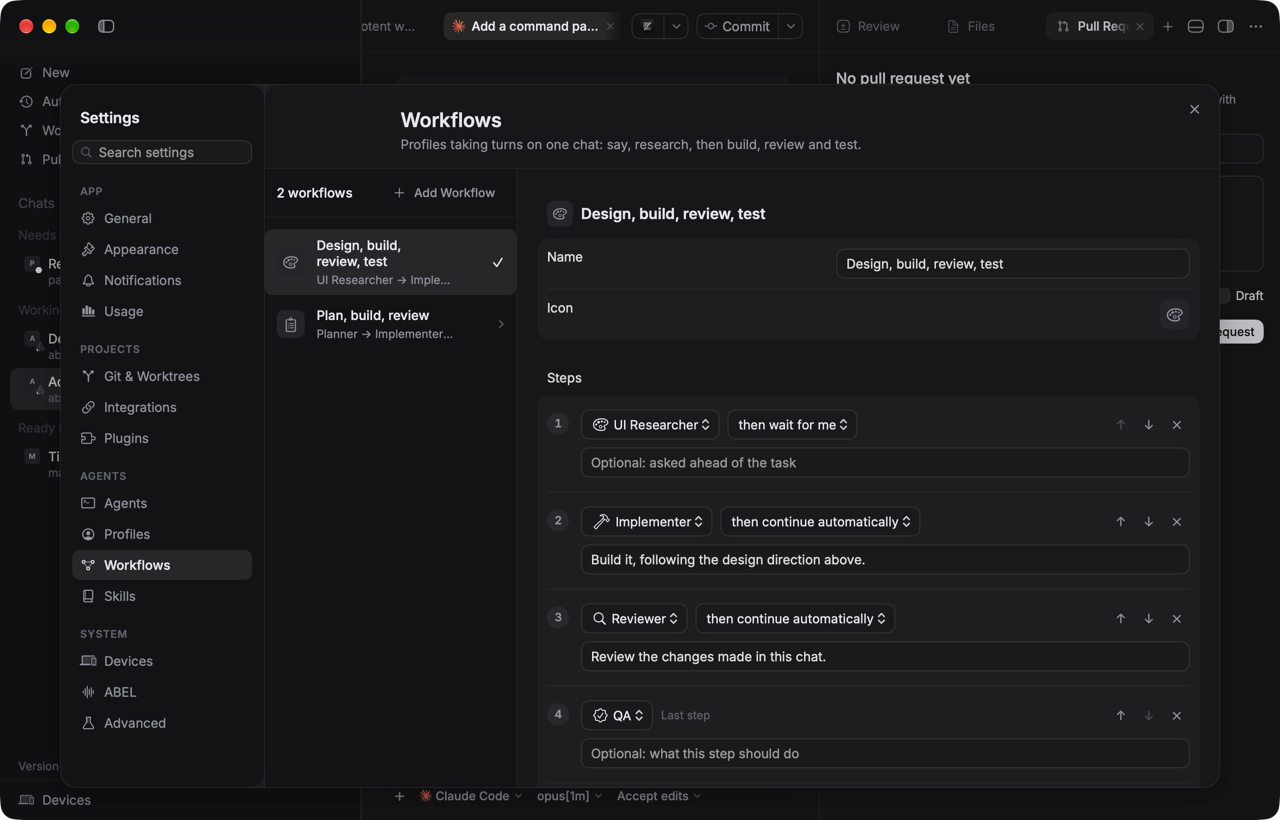 otent w...
Add a command pa...
Commit
Review
Files
Pull Req
New
No pull request yet
with
Settings
Search settings
APP
General
Appearance
Notifications
Usage
PROJECTS
Git & Worktrees
Integrations
Plugins
AGENTS
Agents
Profiles
Workflows
Skills
SYSTEM
Devices
ABEL
Advanced
Chats
Needs
Workin
Ready
Version
Devices
Workflows
Profiles taking turns on one chat: say, research, then build, review and test.
2 workflows
Add Workflow
Design, build,
review, test
UI Researcher → Imple...
Plan, build, review
Planner → Implementer...
Design, build, review, test
Name
Design, build, review, test
Icon
Steps
1
UI Researcher
then wait for me
Optional: asked ahead of the task
2
Implementer
then continue automatically
Build it, following the design direction above.
3
Reviewer
then continue automatically
Review the changes made in this chat.
4
QA
Last step
Optional: what this step should do
Draft
equest
Claude Code
opus[1m]
Accept edits